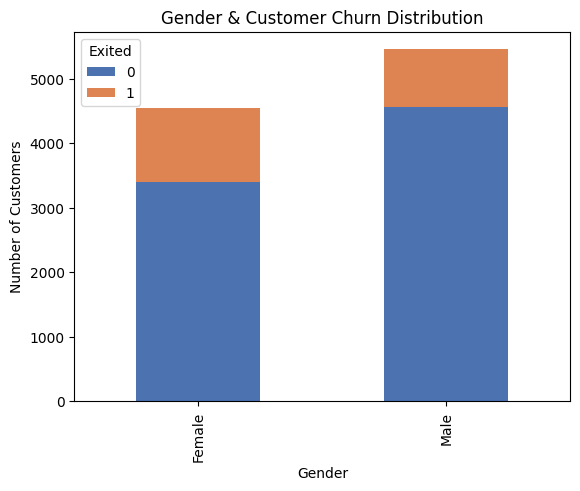 Gender & Customer Churn Distribution
Exited
0
1
Number of Customers
5000
4000
3000
2000
1000
0
Female
Male
Gender